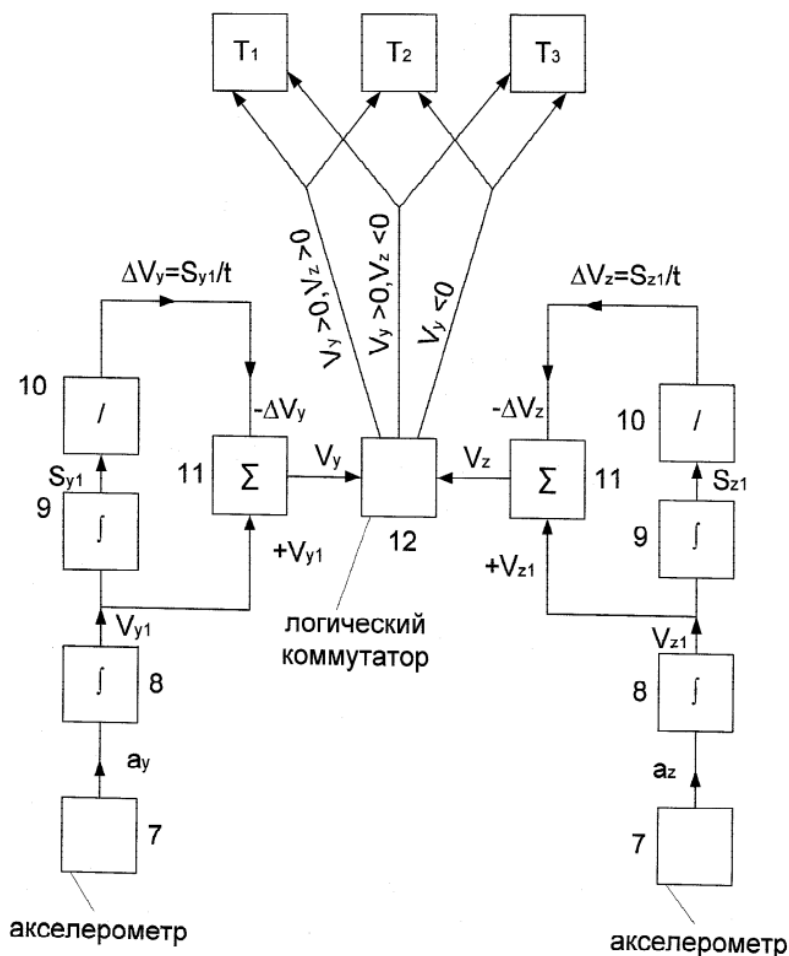 T1
T2
T3
Vy>0,Vz>0
Vy >0,Vz <0
Vy <0
ΔVy=Sy1/t
ΔVz=Sz1/t
10
/
-ΔVy
-ΔVz
10
/
Sy1
11
Σ
Vy
Vz
Σ
11
Sz1
9
∫
12
9
∫
+Vy1
+Vz1
логический
коммутатор
Vy1
Vz1
∫
8
8
∫
ay
az
7
7
акселерометр
акселерометр